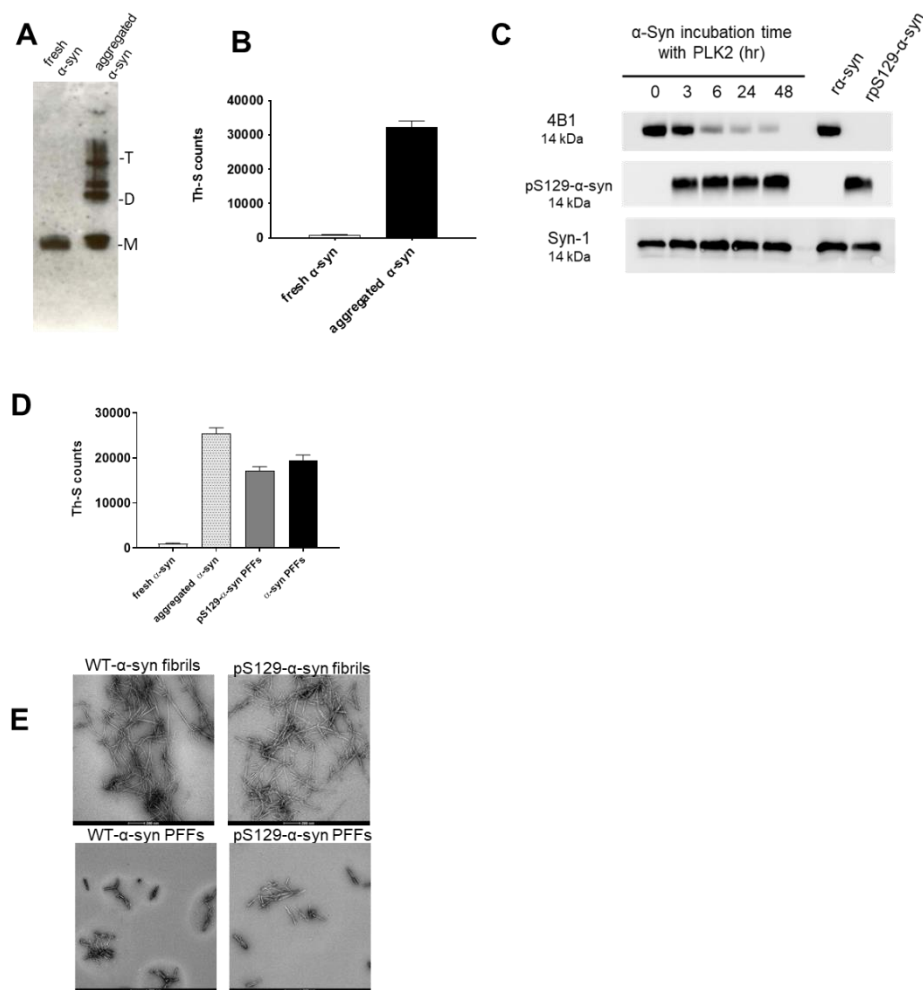 A
fresh
α-syn
aggregated
α-syn
-T
-D
-M
B
Th-S counts
40000
30000
20000
10000
0
fresh α-syn
aggregated α-syn
C
α-Syn incubation time
with PLK2 (hr)
0 3 6 24 48
rα-syn
rpS129-α-syn
4B1
14 kDa
pS129-α-syn
14 kDa
Syn-1
14 kDa
D
Th-S counts
30000
20000
10000
0
fresh α-syn
aggregated α-syn
pS129-α-syn PFFs
α-syn PFFs
E
WT-α-syn fibrils
pS129-α-syn fibrils
WT-α-syn PFFs
pS129-α-syn PFFs